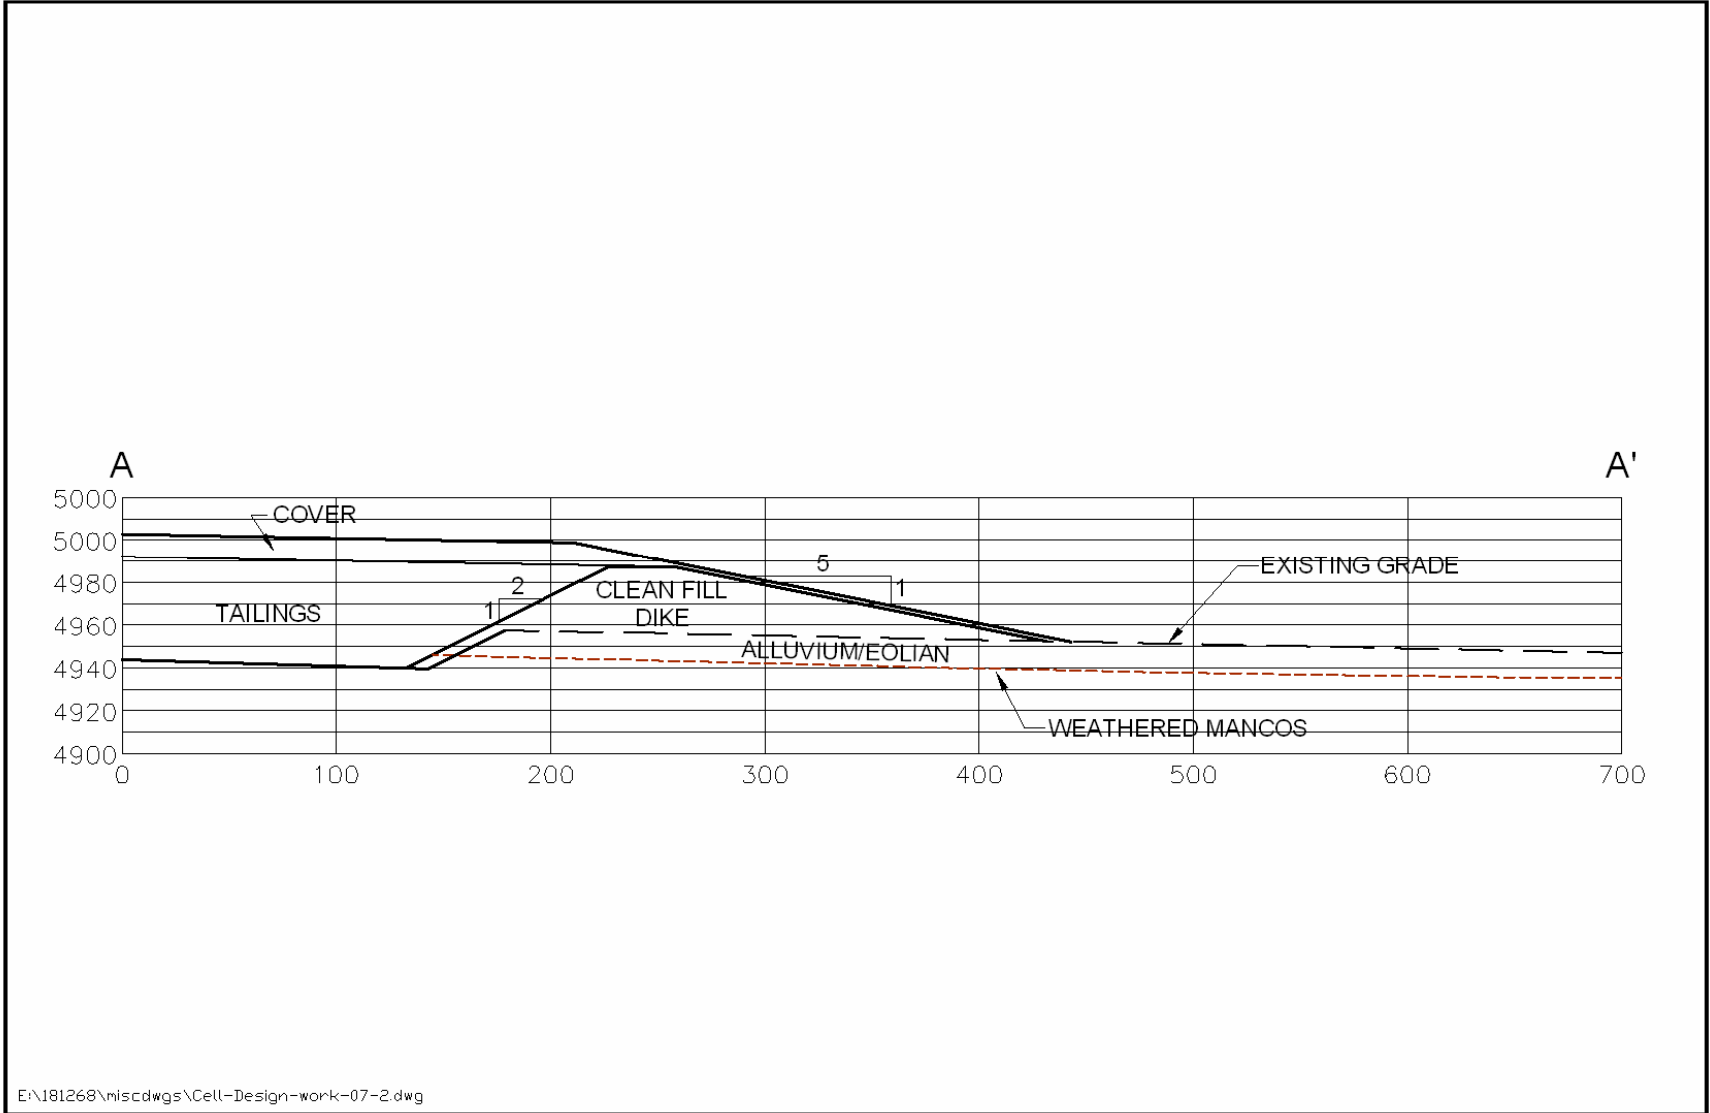 A
A'
5000
COVER
5000
EXISTING GRADE
5
4980
2
1
CLEAN FILL
1
TAILINGS
DIKE
4960
ALLUVIUM/EOLIAN
4940
4920
WEATHERED MANCOS
4900
0
100
200
300
400
500
600
700
E:\181268\miscdwgs\Cell-Design-work-07-2.dwg